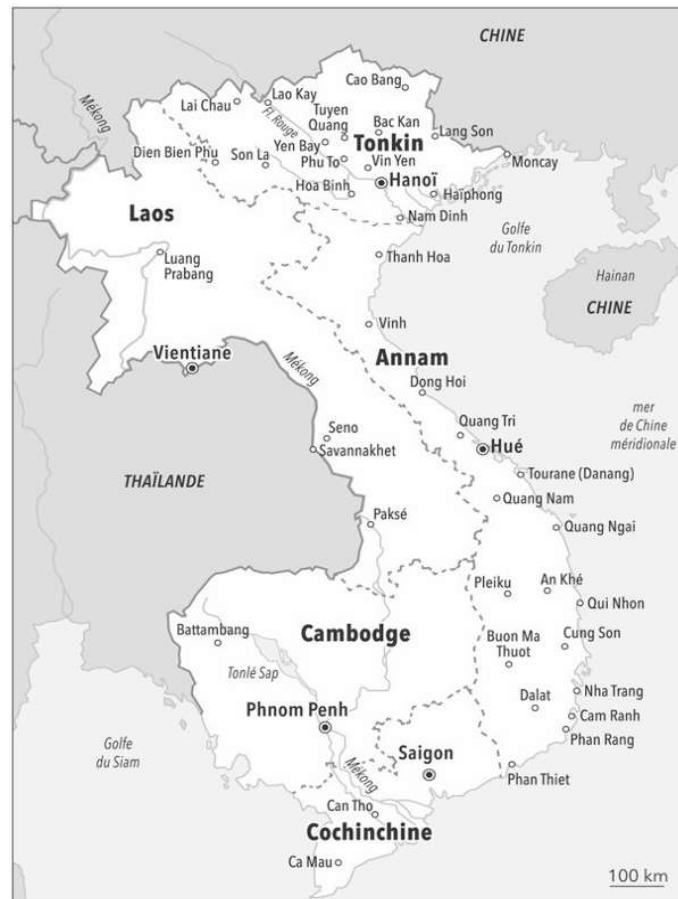 CHINE
Cao Bang
Mékong
Lai Chau
Lao Kay
Fl. Rouge
Tuyen
Quang
Bac Kan
Lang Son
Yen Bay
Tonkin
Dien Bien Phu
Son La
Phu To
Vin Yen
Moncay
Hoa Binh
Hanoï
Haïphong
Laos
Nam Dinh
Golfe
du Tonkin
Luang
Prabang
Thanh Hoa
Hainan
CHINE
Vinh
Vientiane
Mékong
Annam
Dong Hoi
mer
de Chine
méridionale
Quang Tri
Seno
Savannakhet
Hué
THAÏLANDE
Tourane (Danang)
Quang Nam
Paksé
Quang Ngai
Pleiku
An Khé
Qui Nhon
Battambang
Cambodge
Buon Ma
Thuot
Cung Son
Tonlé Sap
Nha Trang
Dalat
Phnom Penh
Cam Ranh
Phan Rang
Golfe
du Siam
Saigon
Mékong
Phan Thiet
Can Tho
Cochinchine
Ca Mau
100 km